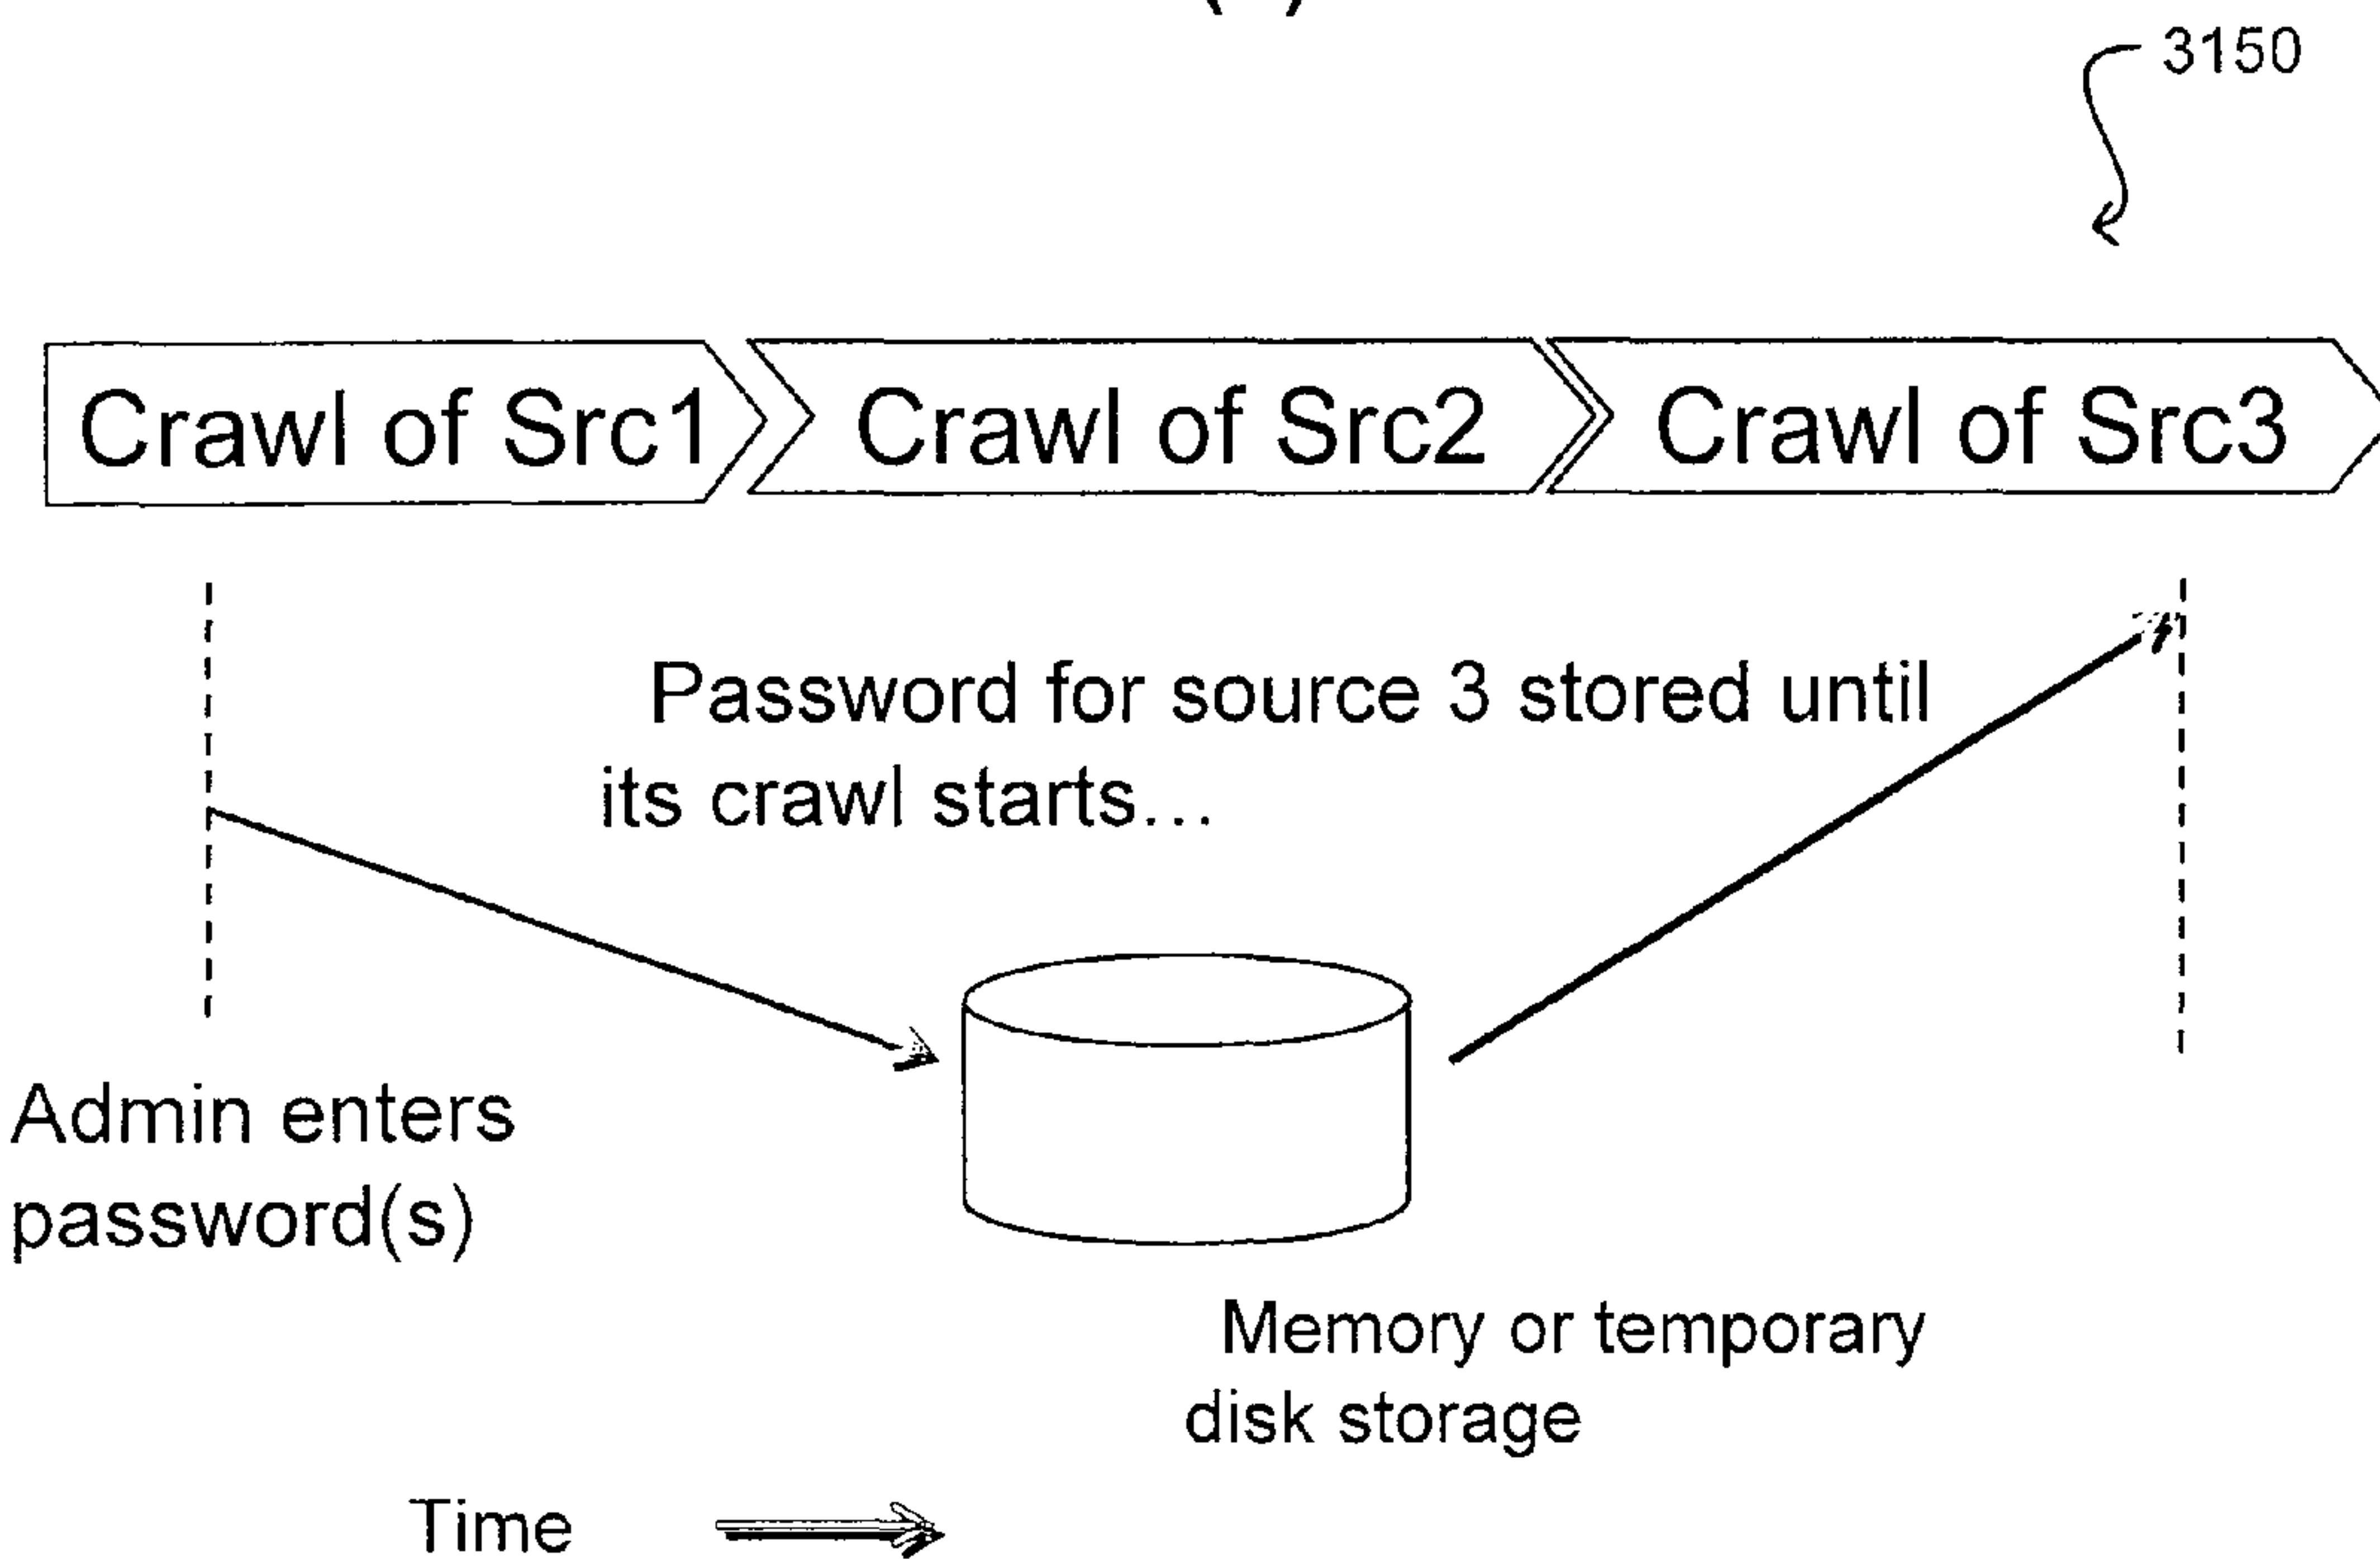 3150
Crawl of Src1
Crawl of Src2
Crawl of Src3
Password for source 3 stored until
its crawl starts...
Admin enters
password(s)
Memory or temporary
disk storage
Time